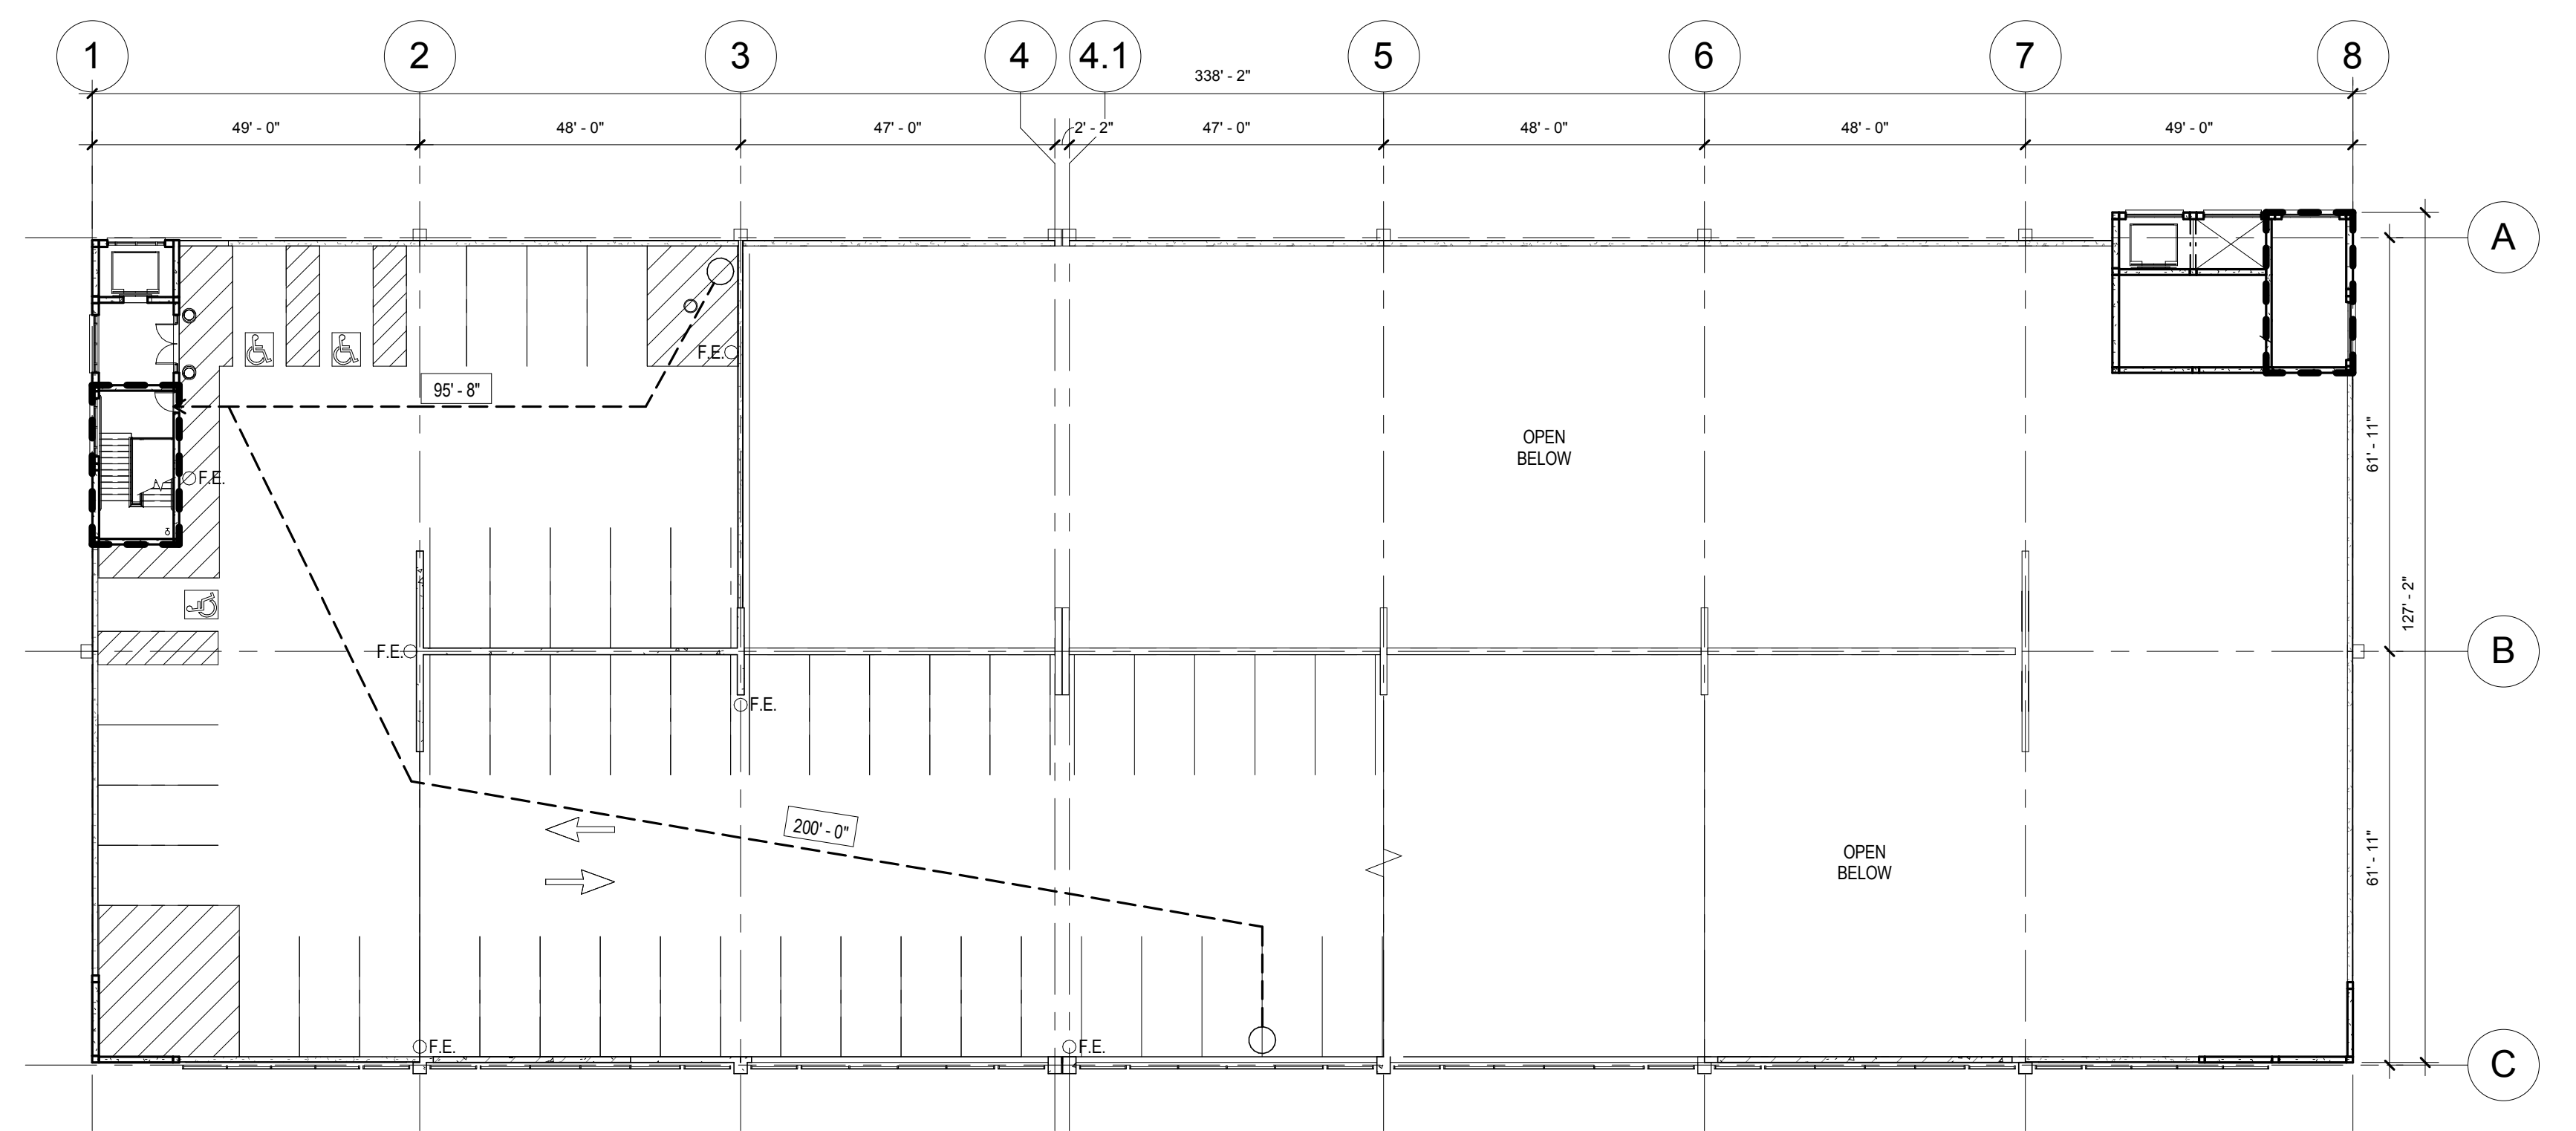 1
2
3
4
4.1
5
6
7
8
338' - 2"
49' - 0"
48' - 0"
47' - 0"
2' - 2"
47' - 0"
48' - 0"
48' - 0"
49' - 0"
A
F.E.
95' - 8"
OPEN
BELOW
61' - 11"
F.E.
127' - 2"
F.E.
B
F.E.
200' - 0"
OPEN
BELOW
61' - 11"
F.E.
F.E.
C